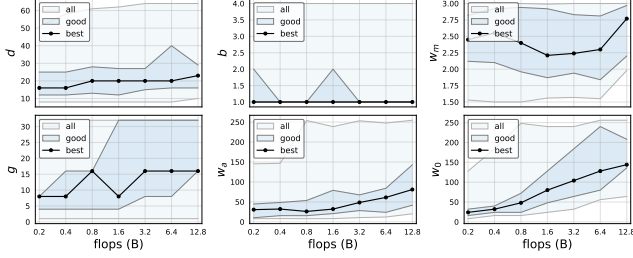 60
50
40
30
20
10
d
all
good
best
4.0
3.5
3.0
2.5
2.0
1.5
1.0
b
all
good
best
3.00
2.75
2.50
2.25
2.00
1.75
1.50
w_m
all
good
best
30
25
20
15
10
5
0
g
all
good
best
0.2 0.4 0.8 1.6 3.2 6.4 12.8
flops (B)
250
200
150
100
50
0
w_a
all
good
best
0.2 0.4 0.8 1.6 3.2 6.4 12.8
flops (B)
250
200
150
100
50
0
w_0
all
good
best
0.2 0.4 0.8 1.6 3.2 6.4 12.8
flops (B)